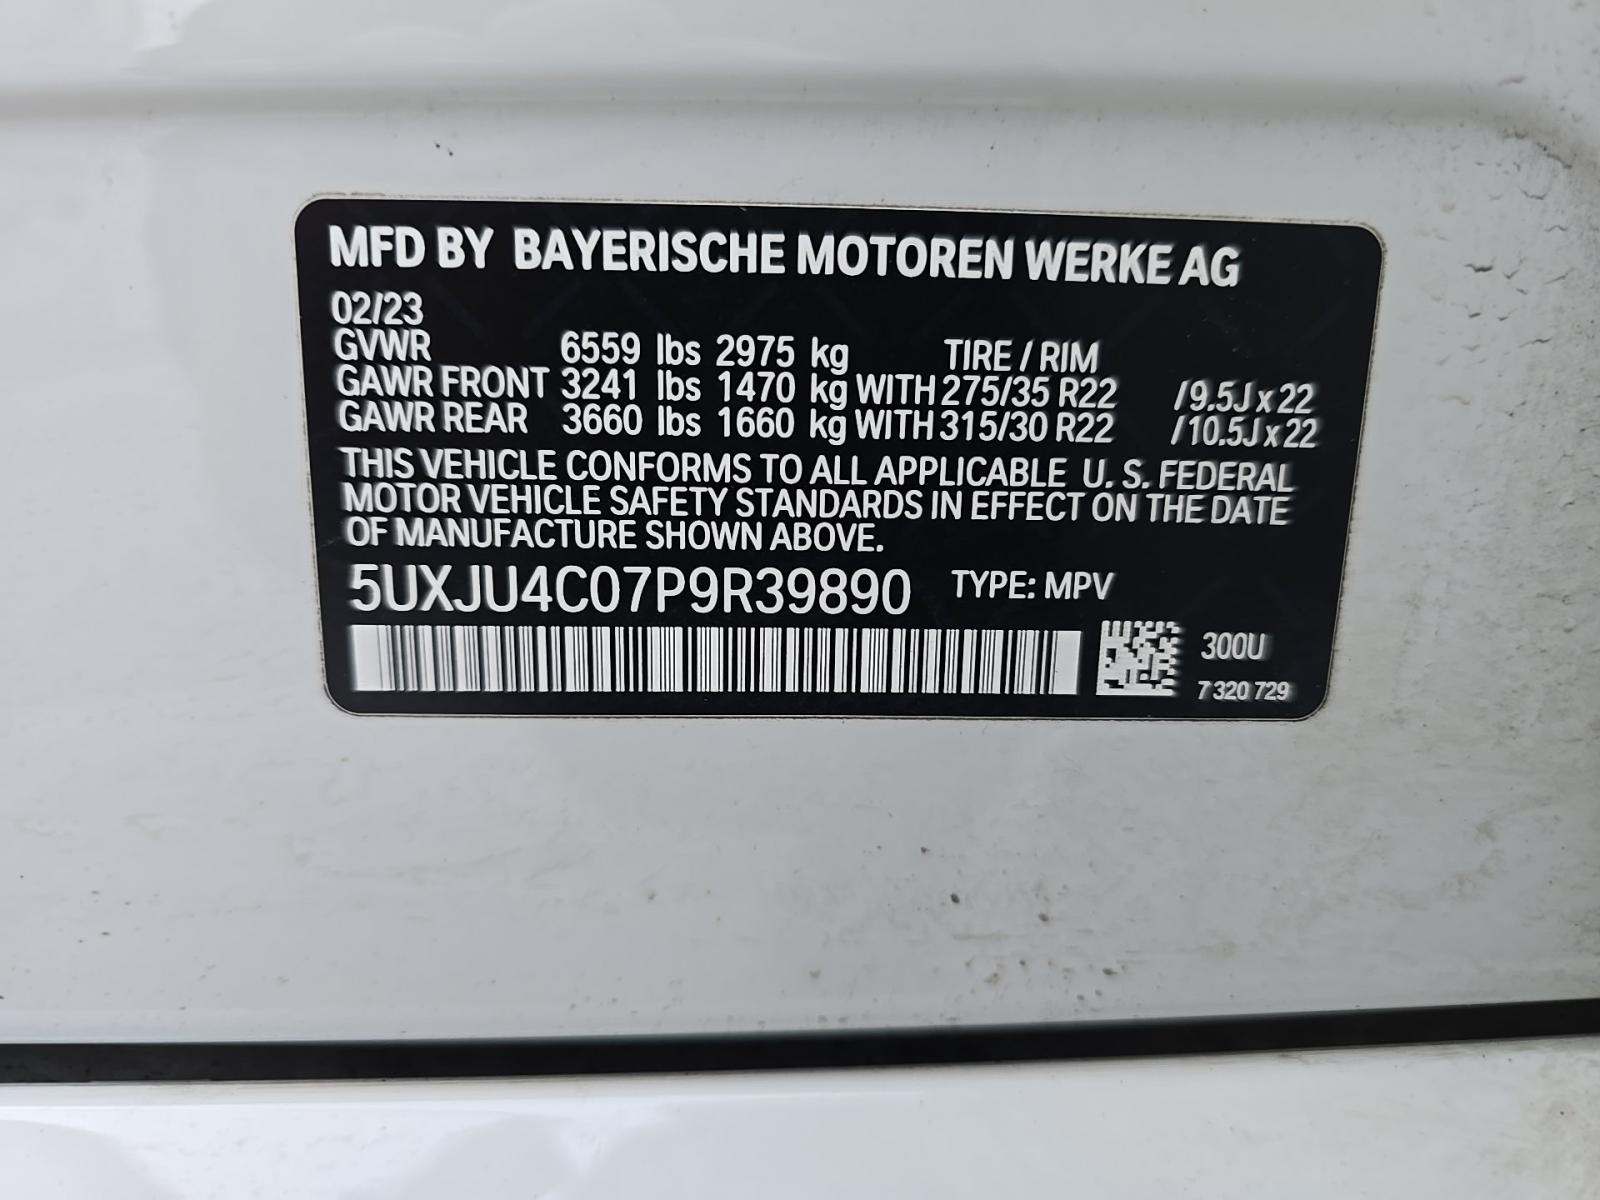 MFD BY BAYERISCHE MOTOREN WERKE AG
02/23
GVWR 6559 lbs 2975 kg TIRE / RIM
GAWR FRONT 3241 lbs 1470 kg WITH 275/35 R22 / 9.5J x 22
GAWR REAR 3660 lbs 1660 kg WITH 315/30 R22 / 10.5J x 22
THIS VEHICLE CONFORMS TO ALL APPLICABLE U. S. FEDERAL
MOTOR VEHICLE SAFETY STANDARDS IN EFFECT ON THE DATE
OF MANUFACTURE SHOWN ABOVE.
5UXJU4C07P9R39890 TYPE: MPV
300U
7 320 729